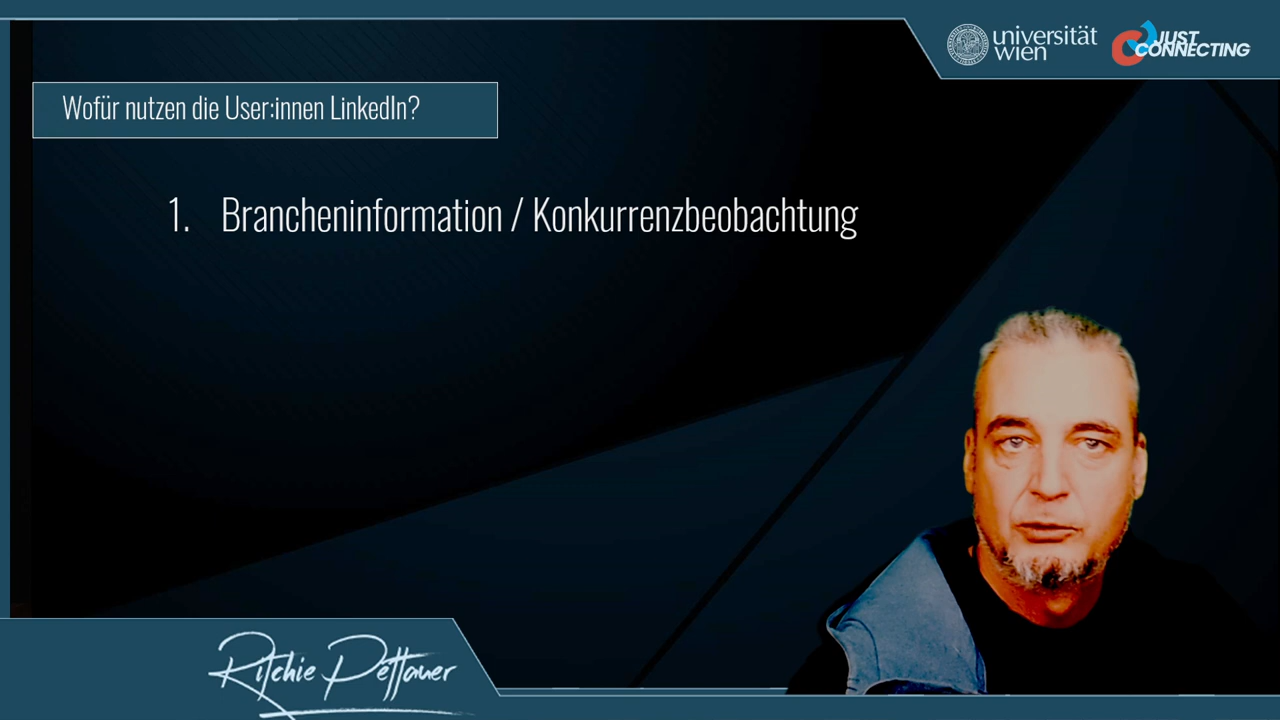 universität
wien
JUST
CONNECTING
Wofür nutzen die User:innen LinkedIn?
1. Brancheninformation / Konkurrenzbeobachtung
Ritchie Pettauer